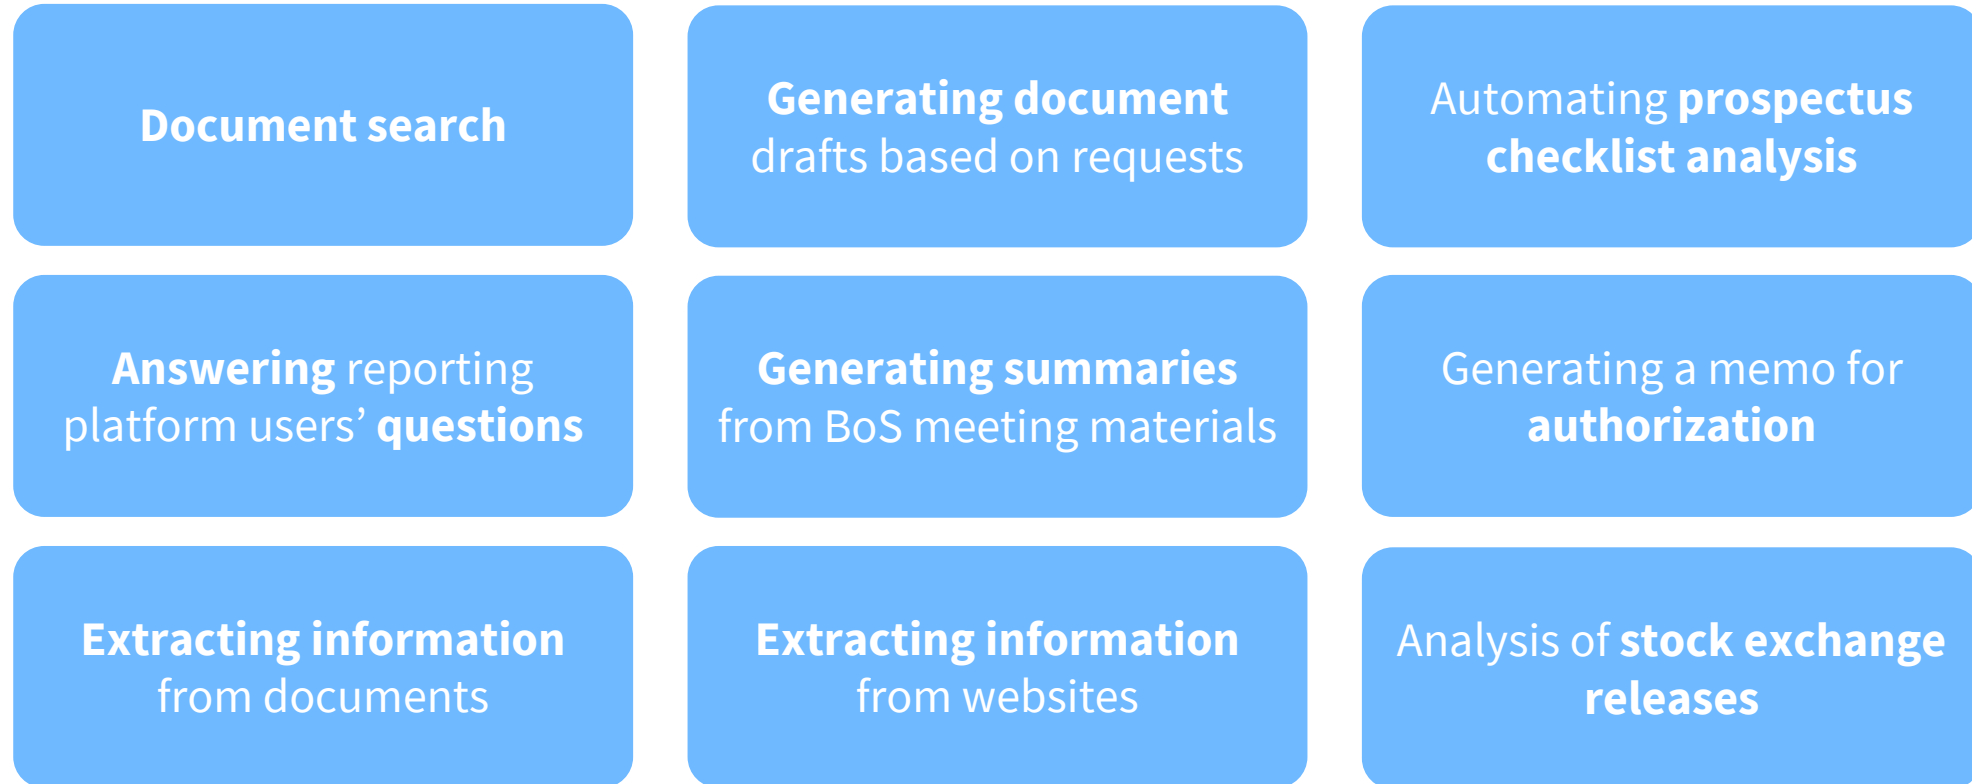 Document search
Generating document
drafts based on requests
Automating prospectus
checklist analysis
Answering reporting
platform users’ questions
Generating summaries
from BoS meeting materials
Generating a memo for
authorization
Extracting information
from documents
Extracting information
from websites
Analysis of stock exchange
releases